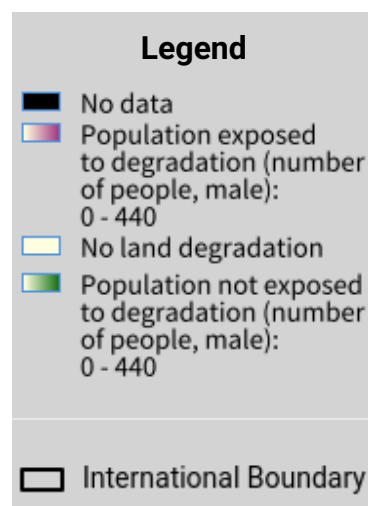 Legend
No data
Population exposed
to degradation (number
of people, male):
0 - 440
No land degradation
Population not exposed
to degradation (number
of people, male):
0 - 440
International Boundary